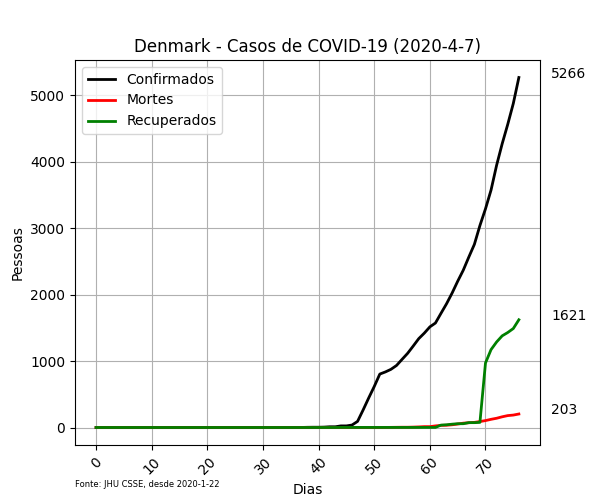 Denmark - Casos de COVID-19 (2020-4-7)
Confirmados
Mortes
Recuperados
5266
1621
203
Pessoas
5000
4000
3000
2000
1000
0
0 10 20 30 40 50 60 70
Fonte: JHU CSSE, desde 2020-1-22
Dias